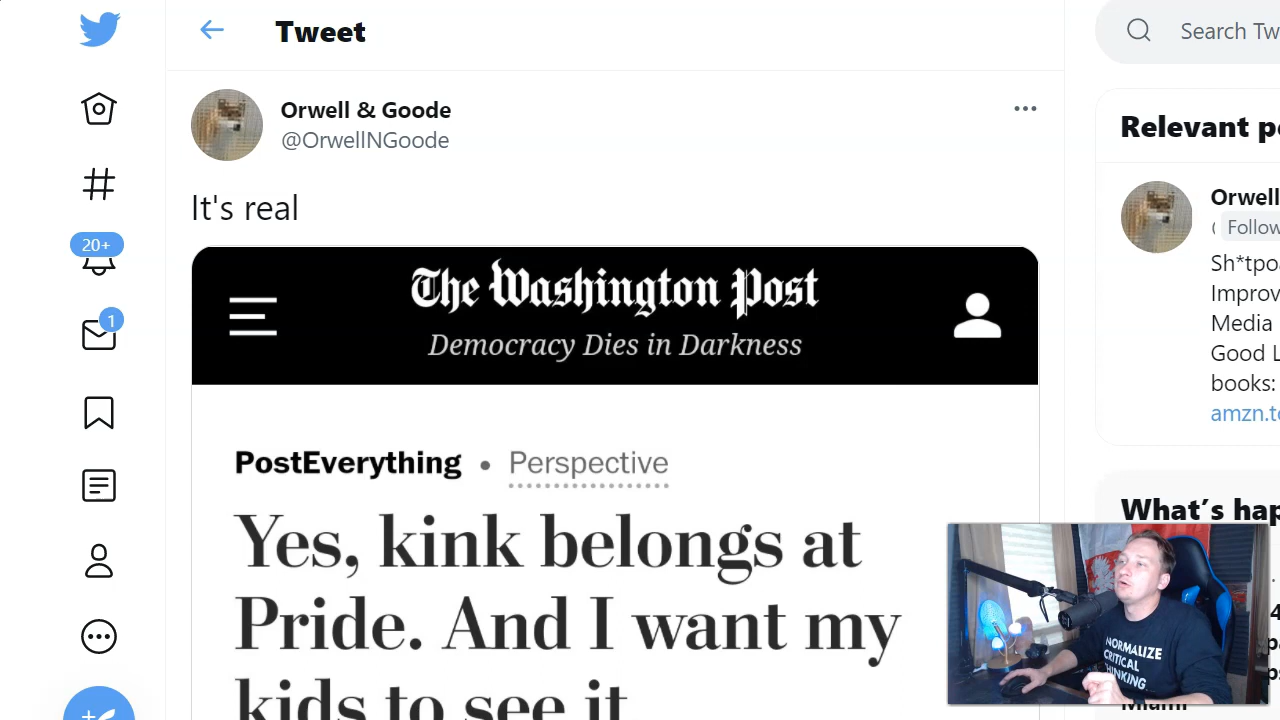 Tweet
Search Tw
Orwell & Goode
@OrwellNGoode
It's real
20+
1
The Washington Post
Democracy Dies in Darkness
PostEverything • Perspective
Yes, kink belongs at
Pride. And I want my
kids to see it
Relevant pe
Orwell
( Follow
Sh*tpo
Improv
Media
Good L
books:
amzn.to
What's hap
NORMALIZE
CRITICAL
THINKING
Miami